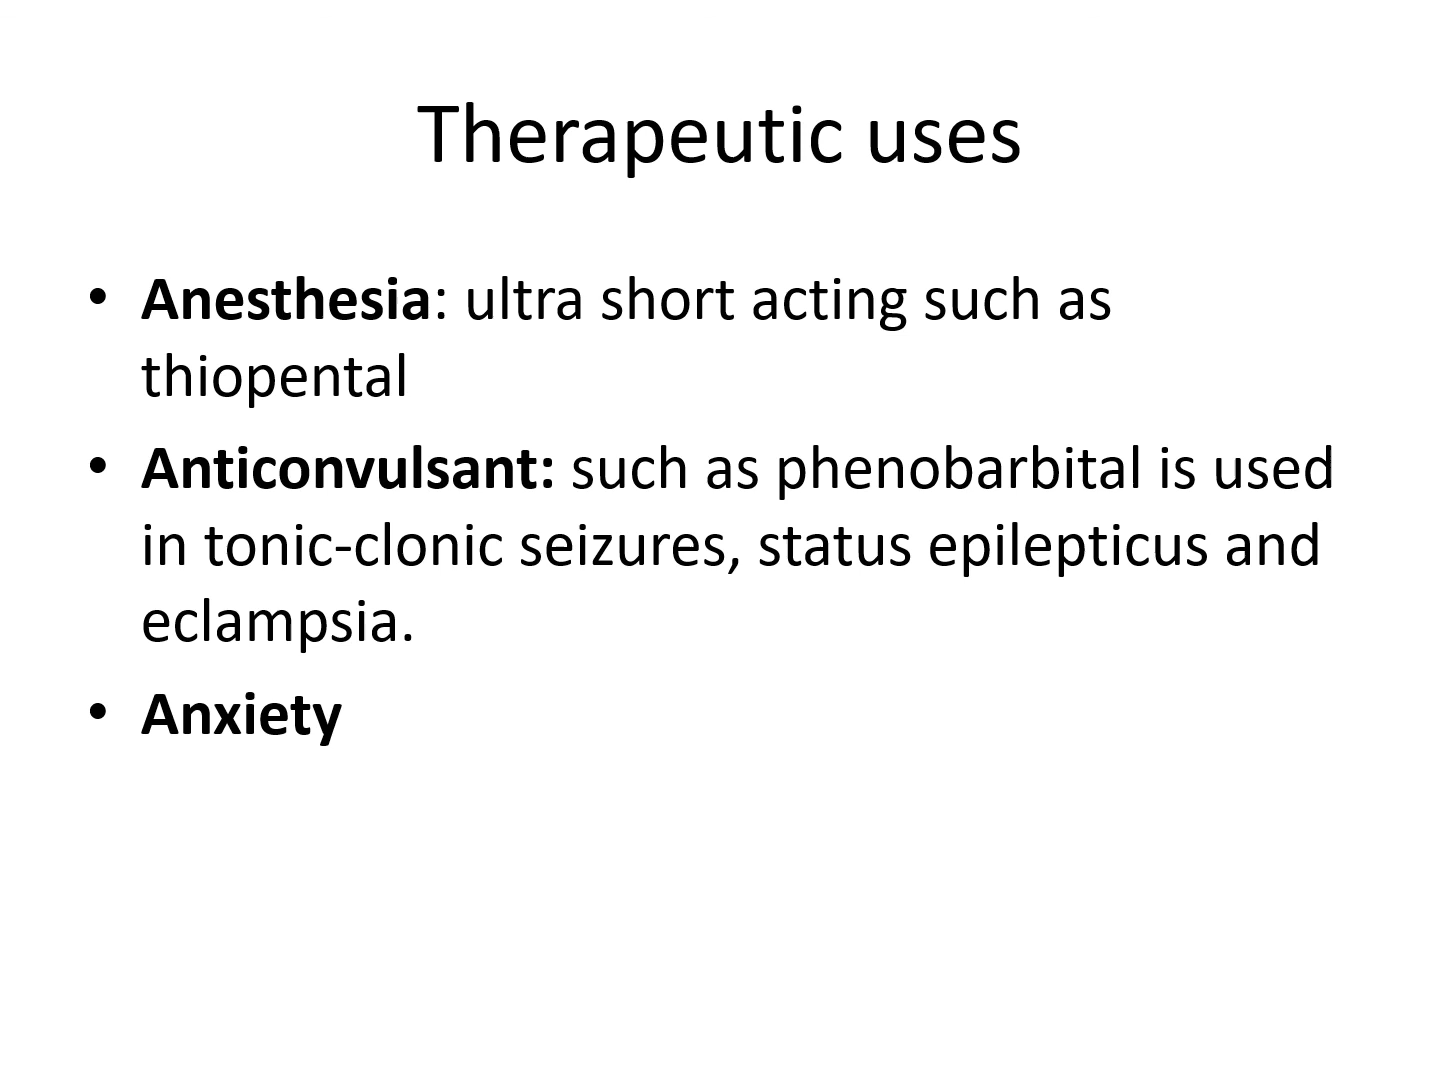 Therapeutic uses
• Anesthesia: ultra short acting such as
thiopental
• Anticonvulsant: such as phenobarbital is used
in tonic-clonic seizures, status epilepticus and
eclampsia.
• Anxiety